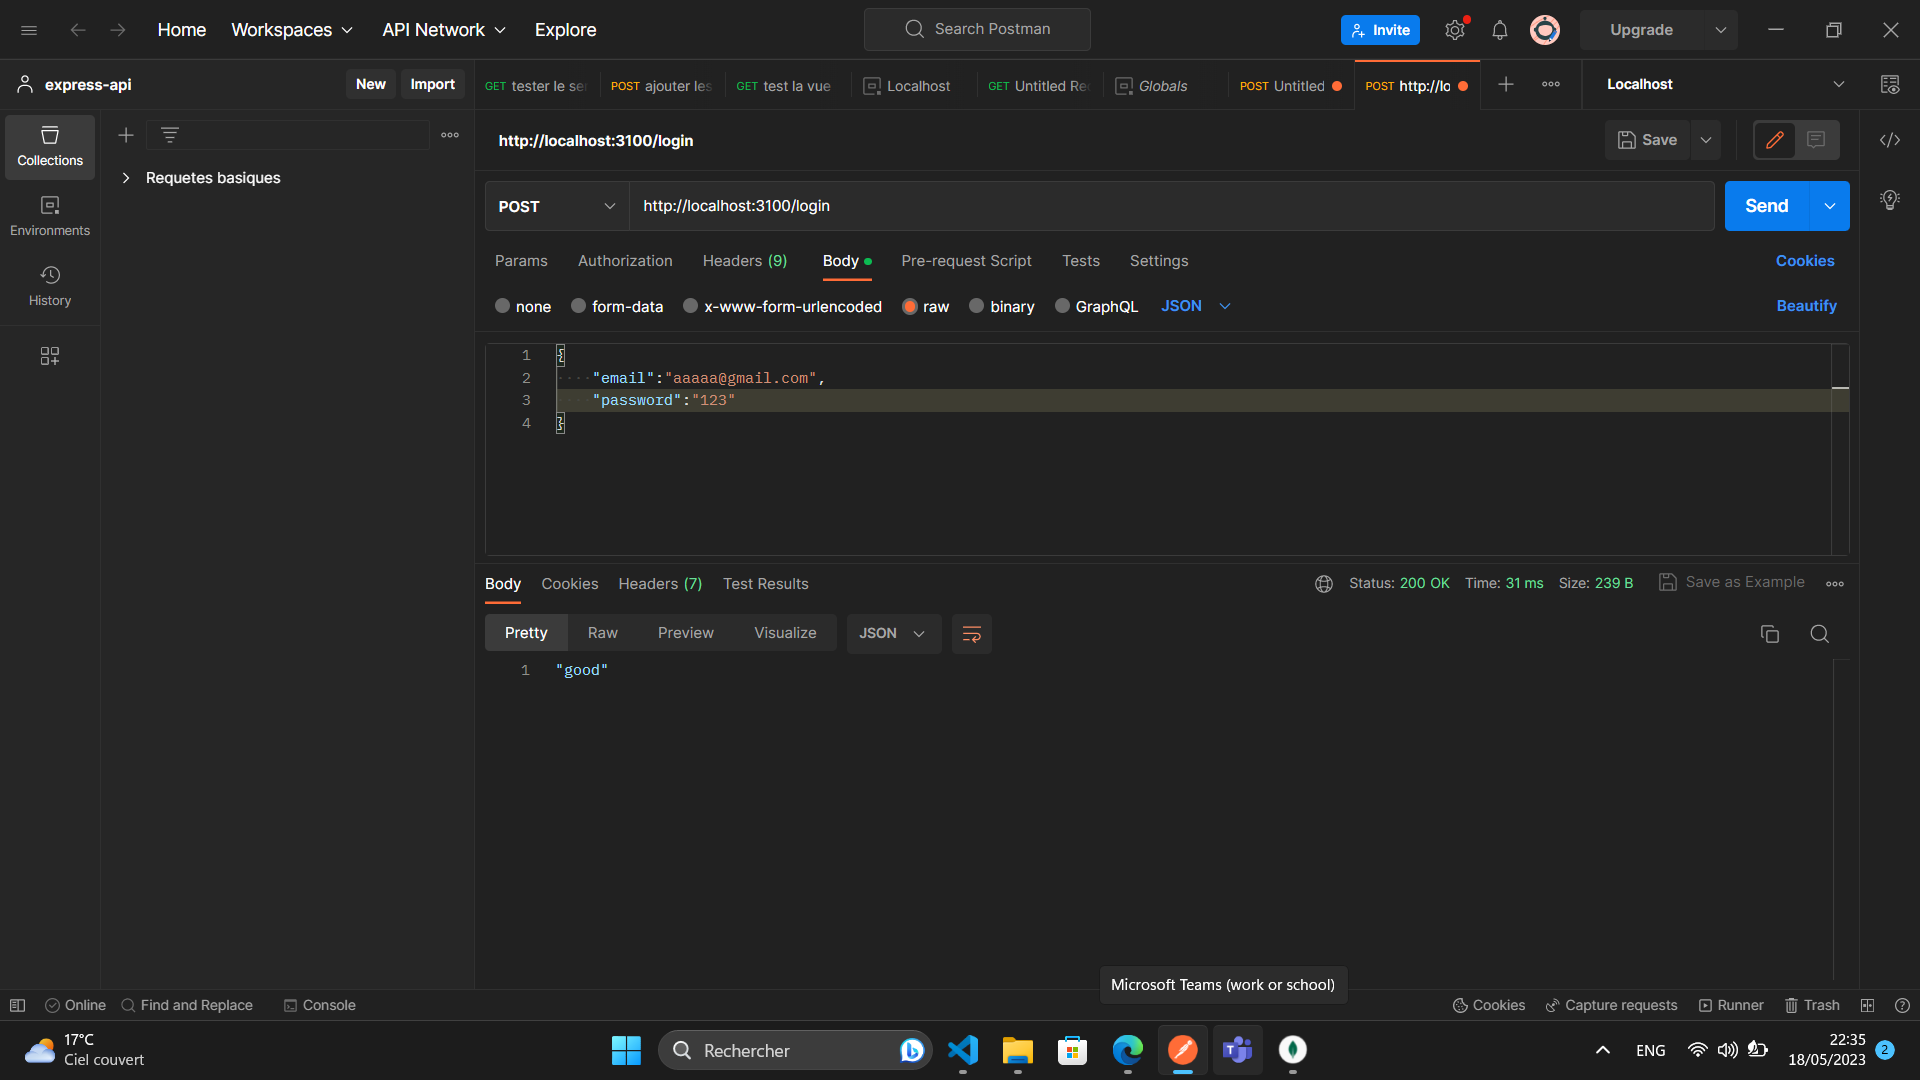 Home Workspaces API Network Explore Search Postman Invite Upgrade
express-api New Import GET tester le se POST ajouter les GET test la vue Localhost GET Untitled Re Globals POST Untitled POST http://lo Localhost
http://localhost:3100/login Save
Collections
Requetes basiques
POST http://localhost:3100/login Send
Environments
Params Authorization Headers (9) Body Pre-request Script Tests Settings Cookies
History
none form-data x-www-form-urlencoded raw binary GraphQL JSON Beautify
1 {
2 "email":"aaaaa@gmail.com",
3 "password":"123"
4 }
Body Cookies Headers (7) Test Results Status: 200 OK Time: 31 ms Size: 239 B Save as Example
Pretty Raw Preview Visualize JSON
1 "good"
Microsoft Teams (work or school)
Online Find and Replace Console Cookies Capture requests Runner Trash
17°C
Ciel couvert
Rechercher
ENG
22:35
18/05/2023
2